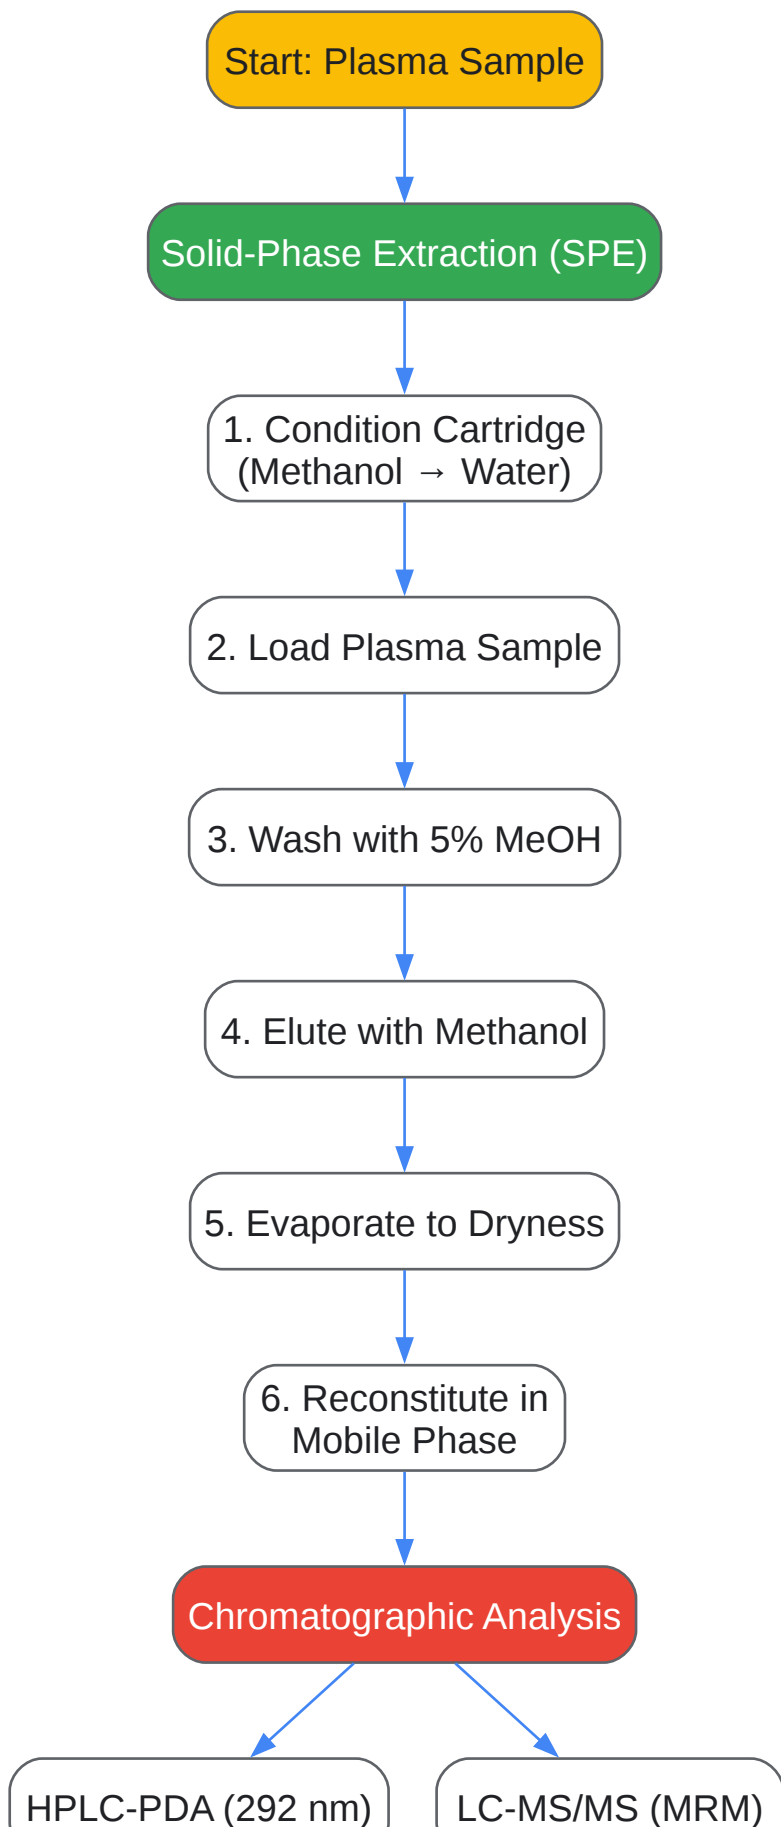 Start: Plasma Sample
Solid-Phase Extraction (SPE)
1. Condition Cartridge
(Methanol → Water)
2. Load Plasma Sample
3. Wash with 5% MeOH
4. Elute with Methanol
5. Evaporate to Dryness
6. Reconstitute in
Mobile Phase
Chromatographic Analysis
HPLC-PDA (292 nm)
LC-MS/MS (MRM)